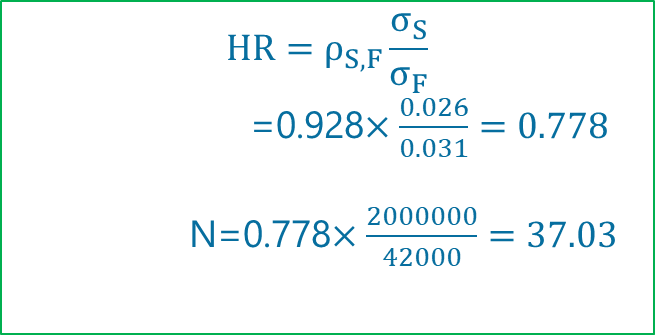 HR = ρS,F σS/σF
=0.928× 0.026/0.031 = 0.778
N=0.778× 2000000/42000 = 37.03